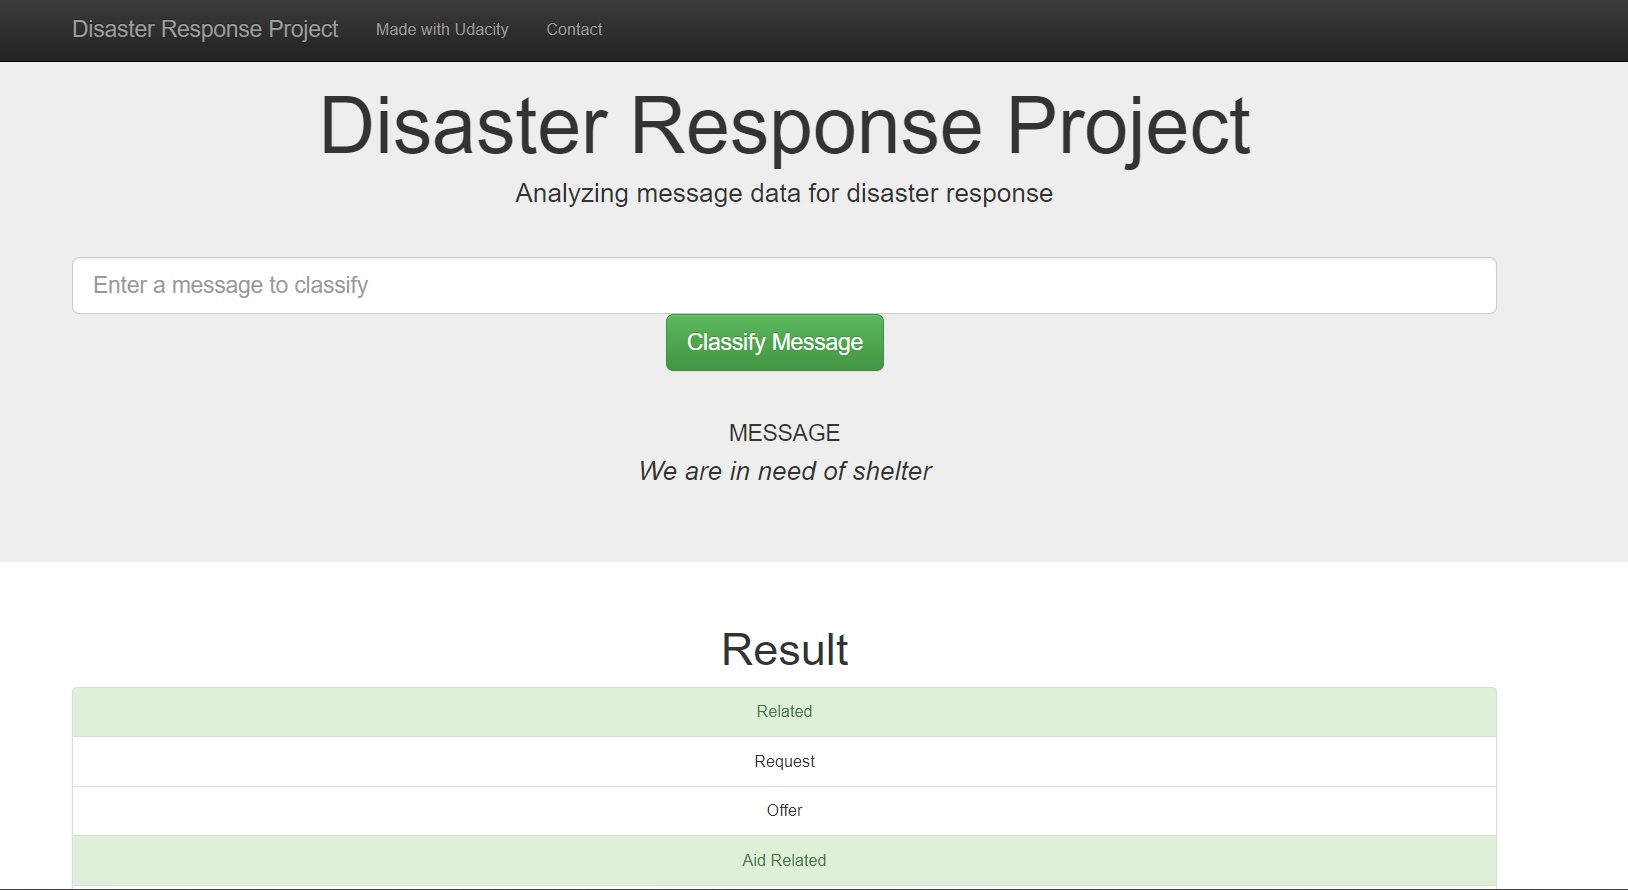 Disaster Response Project Made with Udacity Contact
Disaster Response Project
Analyzing message data for disaster response
Enter a message to classify
Classify Message
MESSAGE
We are in need of shelter
Result
Related
Request
Offer
Aid Related